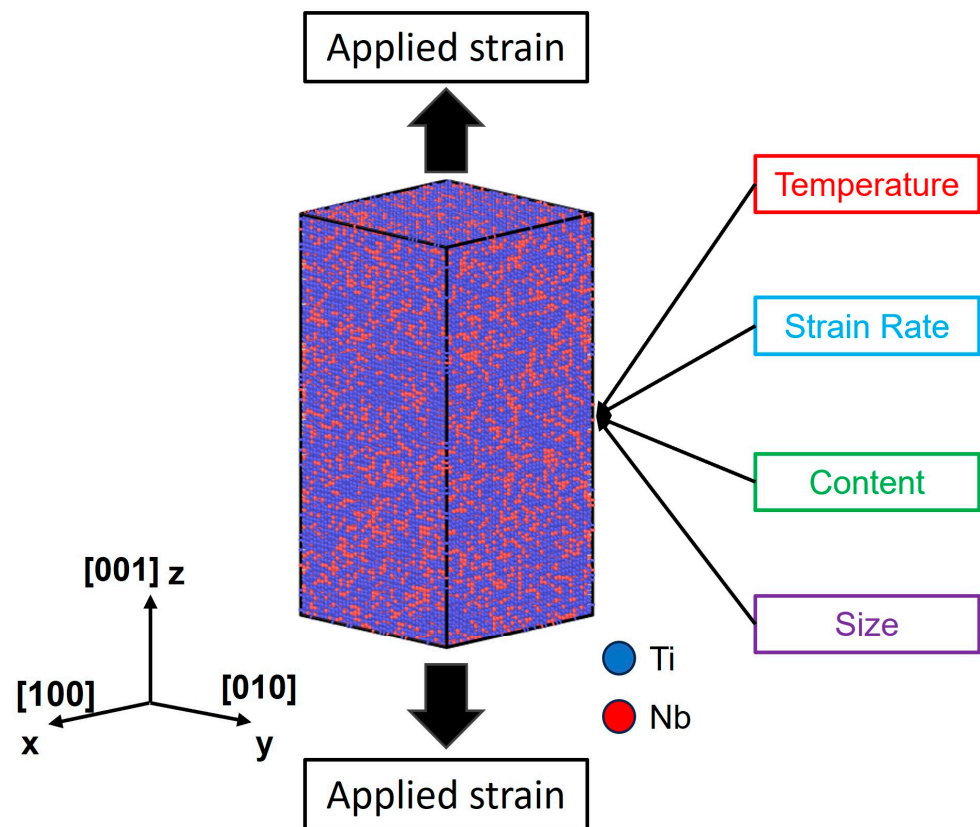 Applied strain
Temperature
Strain Rate
Content
[001] z
Size
Ti
[100]
[010]
Nb
x
y
Applied strain